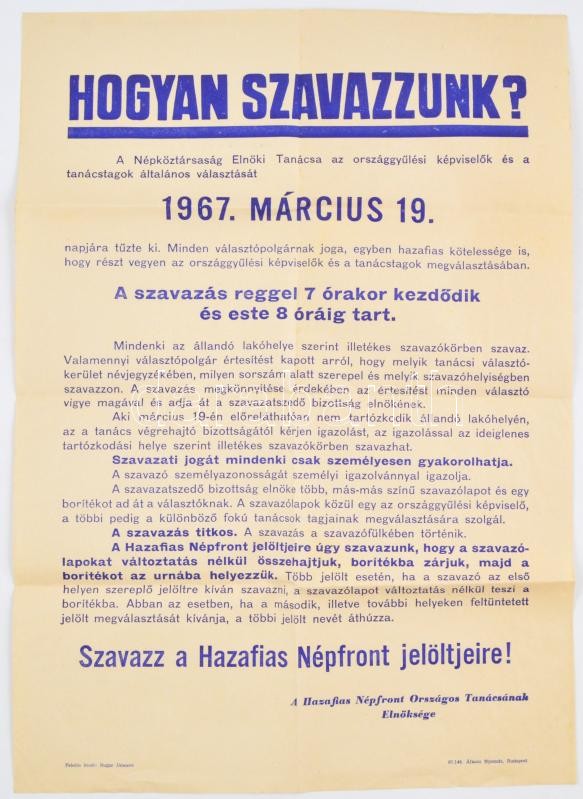 HOGYAN SZAVAZZUNK?
A Népköztársaság Elnöki Tanácsa az országgyűlési képviselők és a
tanácstagok általános választását
1967. MÁRCIUS 19.
napjára tűzte ki. Minden választópolgárnak joga, egyben hazafias kötelessége is,
hogy részt vegyen az országgyűlési képviselők és a tanácstagok megválasztásában.
A szavazás reggel 7 órakor kezdődik
és este 8 óráig tart.
Mindenki az állandó lakóhelye szerint illetékes szavazókörben szavaz.
Valamennyi választópolgár értesítést kapott arról, hogy melyik tanácsi választó-
kerület névjegyzékében, milyen sorszám alatt szerepel és melyik szavazóhelyiségben
szavazzon. A szavazás megkönnyítése érdekében az értesítést minden választó
vigye magával és adja át a szavazatszedő bizottság elnökének.
Aki március 19-én előreláthatóan nem tartózkodik állandó lakóhelyén,
az a tanács végrehajtó bizottságától kérjen igazolást, az igazolással az ideiglenes
tartózkodási helye szerint illetékes szavazókörben szavazhat.
Szavazati jogát mindenki csak személyesen gyakorolhatja.
A szavazó személyazonosságát személyi igazolvánnyal igazolja.
A szavazatszedő bizottság elnöke több, más-más színű szavazólapot és egy
borítékot ad át a választóknak. A szavazólapok közül egy az országgyűlési képviselő,
a többi pedig a különböző fokú tanácsok tagjainak megválasztására szolgál.
A szavazás titkos. A szavazás a szavazófülkében történik.
A Hazafias Népfront jelöltjeire úgy szavazunk, hogy a szavazó-
lapokat változtatás nélkül összehajtjuk, borítékba zárjuk, majd a
borítékot az urnába helyezzük. Több jelölt esetén, ha a szavazó az első
helyen szereplő jelöltre kíván szavazni, a szavazólapot változtatás nélkül teszi a
borítékba. Abban az esetben, ha a második, illetve további helyeken feltüntetett
jelölt megválasztását kívánja, a többi jelölt nevét áthúzza.
Szavazz a Hazafias Népfront jelöltjeire!
A Hazafias Népfront Országos Tanácsának
Elnöksége
Felelős kiadó: Bugár Jánosné
Állami Nyomda, Budapest